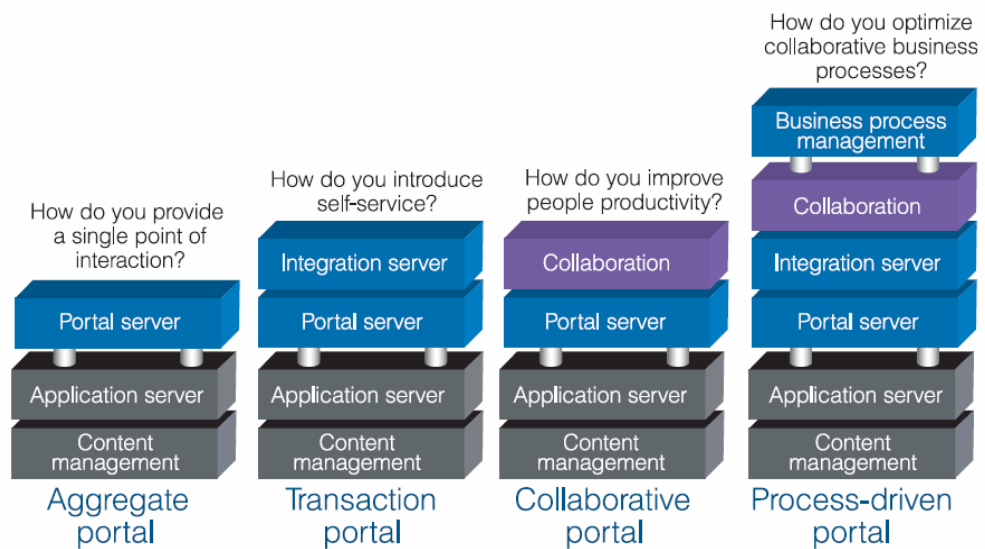 How do you provide
a single point of
interaction?
Portal server
Application server
Content
management
Aggregate
portal
How do you introduce
self-service?
Integration server
Portal server
Application server
Content
management
Transaction
portal
How do you improve
people productivity?
Collaboration
Portal server
Application server
Content
management
Collaborative
portal
How do you optimize
collaborative business
processes?
Business process
management
Collaboration
Integration server
Portal server
Application server
Content
management
Process-driven
portal